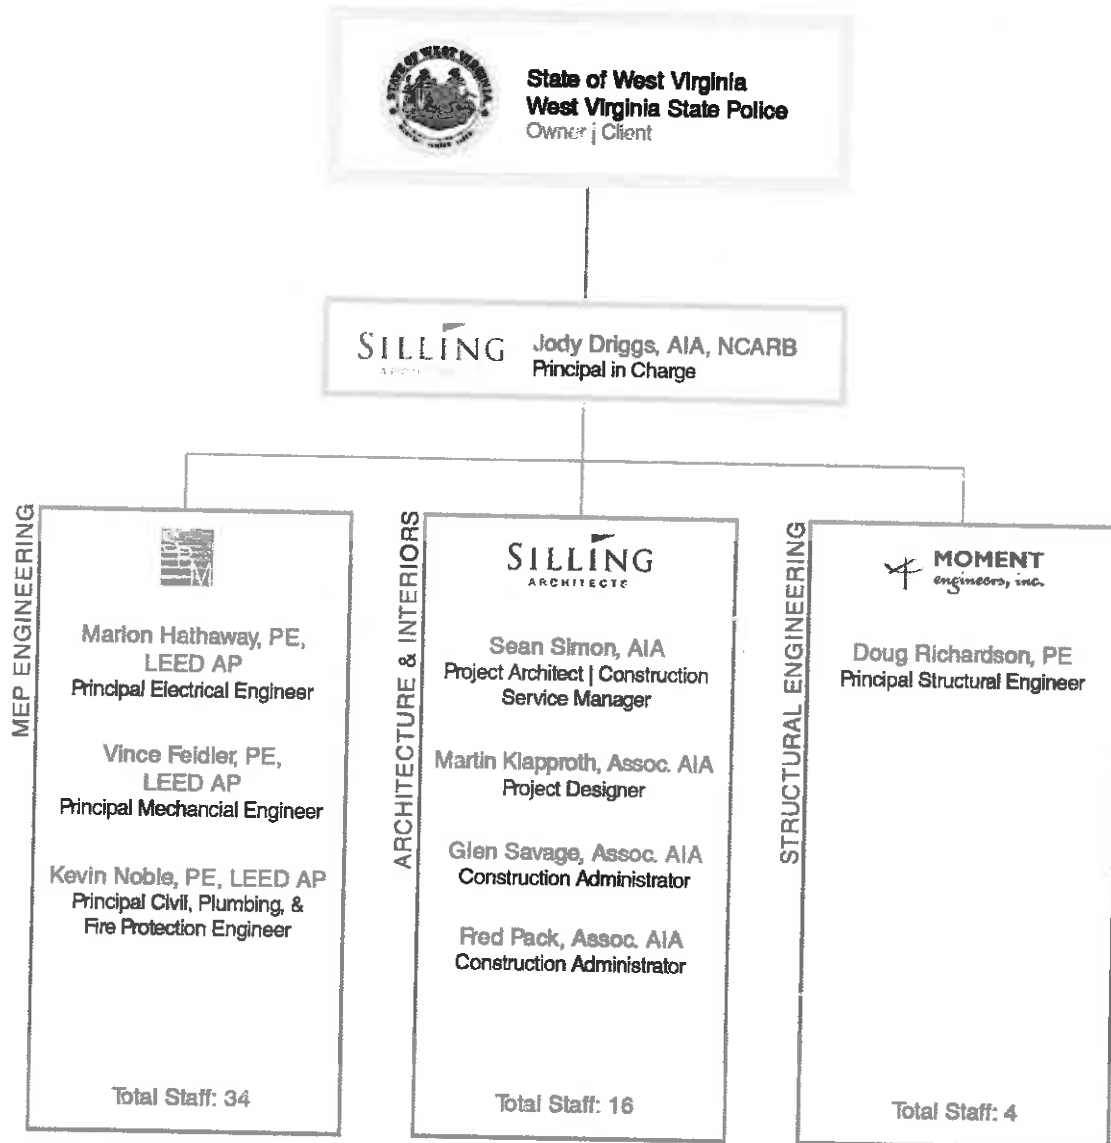 STATE OF WEST VIRGINIA
State of West Virginia
West Virginia State Police
Owner | Client
SILLING
Jody Driggs, AIA, NCARB
Principal in Charge
MEP ENGINEERING
M
Marion Hathaway, PE,
LEED AP
Principal Electrical Engineer
Vince Feidler, PE,
LEED AP
Principal Mechancial Engineer
Kevin Noble, PE, LEED AP
Principal Civil, Plumbing, &
Fire Protection Engineer
Total Staff: 34
ARCHITECTURE & INTERIORS
SILLING
ARCHITECTS
Sean Simon, AIA
Project Architect | Construction
Service Manager
Martin Klapproth, Assoc. AIA
Project Designer
Glen Savage, Assoc. AIA
Construction Administrator
Fred Pack, Assoc. AIA
Construction Administrator
Total Staff: 16
STRUCTURAL ENGINEERING
MOMENT
engineers, inc.
Doug Richardson, PE
Principal Structural Engineer
Total Staff: 4